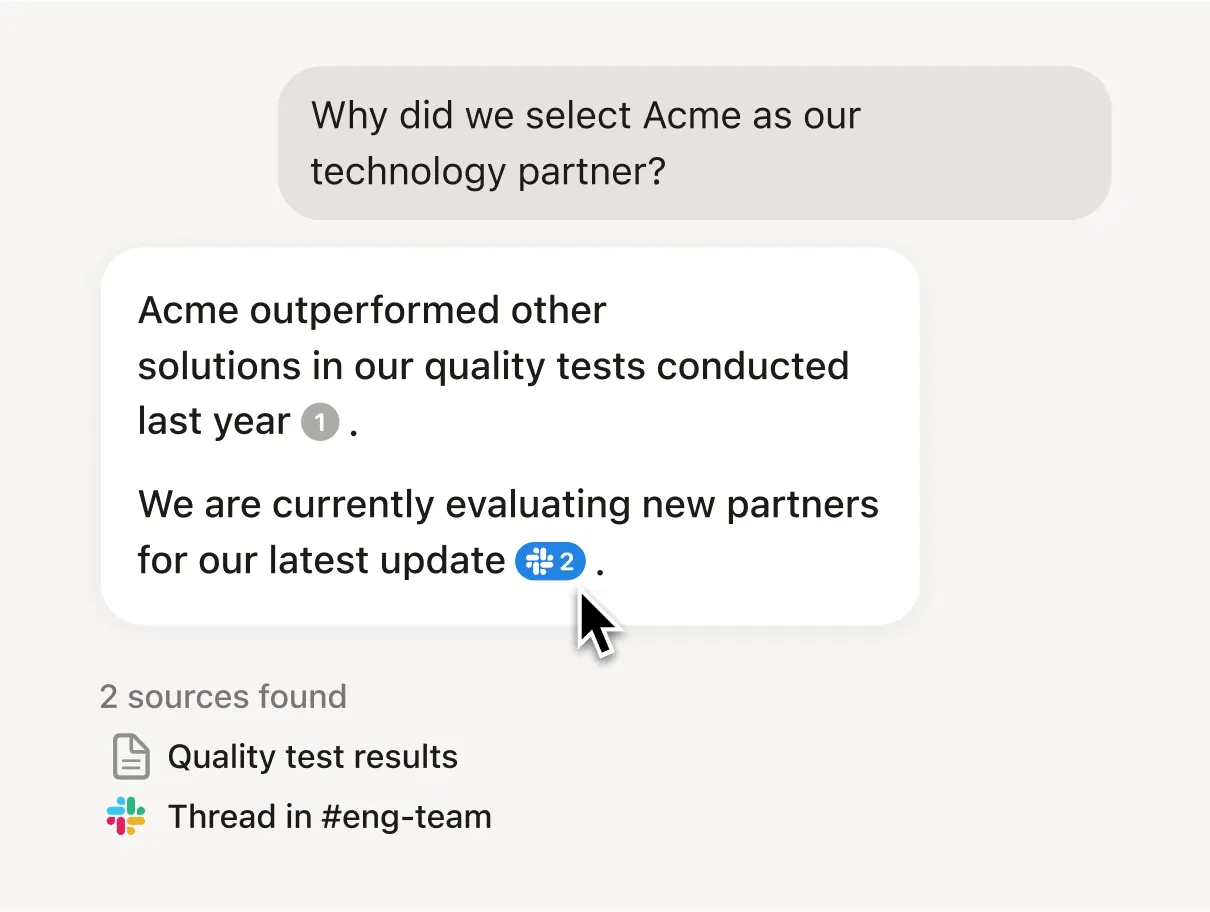 Why did we select Acme as our
technology partner?
Acme outperformed other
solutions in our quality tests conducted
last year 1 .
We are currently evaluating new partners
for our latest update 2 .
2 sources found
Quality test results
Thread in #eng-team